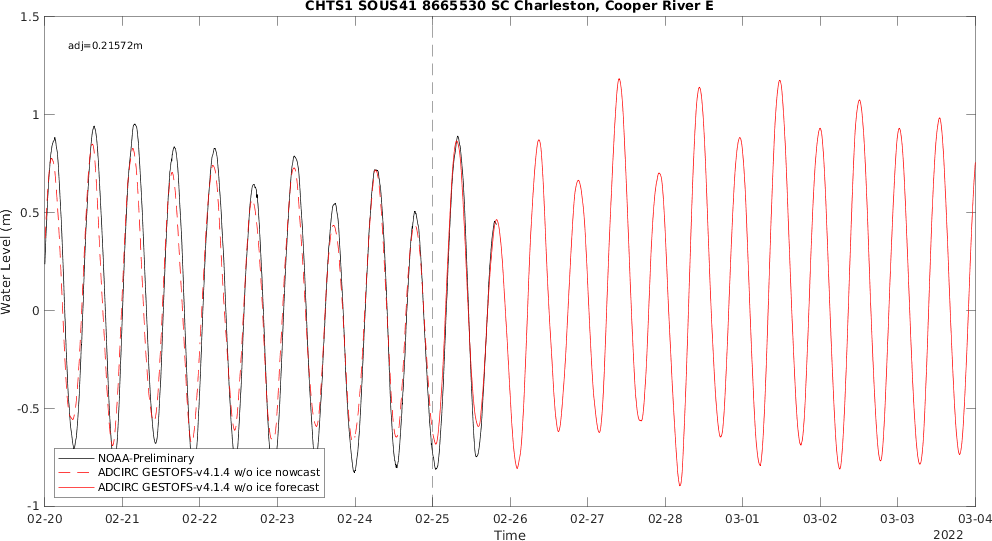 CHTS1 SOUS41 8665530 SC Charleston, Cooper River E
adj=0.21572m
1.5
1
0.5
0
-0.5
-1
Water Level (m)
NOAA-Preliminary
ADCIRC GESTOFS-v4.1.4 w/o ice nowcast
ADCIRC GESTOFS-v4.1.4 w/o ice forecast
02-20 02-21 02-22 02-23 02-24 02-25 02-26 02-27 02-28 03-01 03-02 03-03 03-04
Time
2022